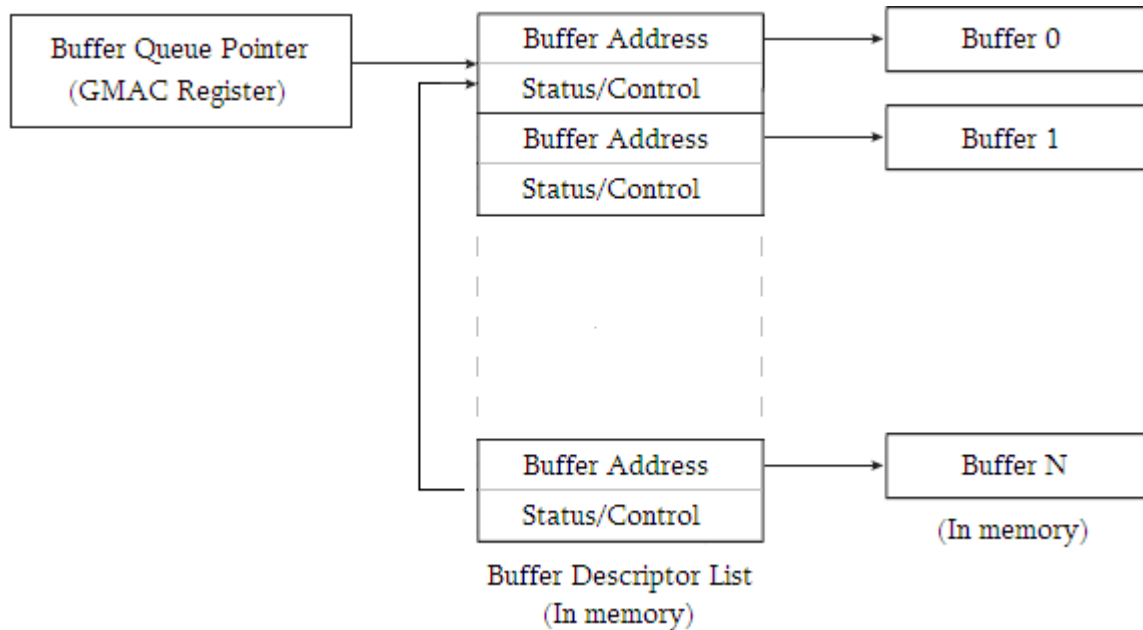 Buffer Queue Pointer
(GMAC Register)
Buffer Address
Status/Control
Buffer Address
Status/Control
Buffer Address
Status/Control
Buffer Descriptor List
(In memory)
Buffer 0
Buffer 1
Buffer N
(In memory)